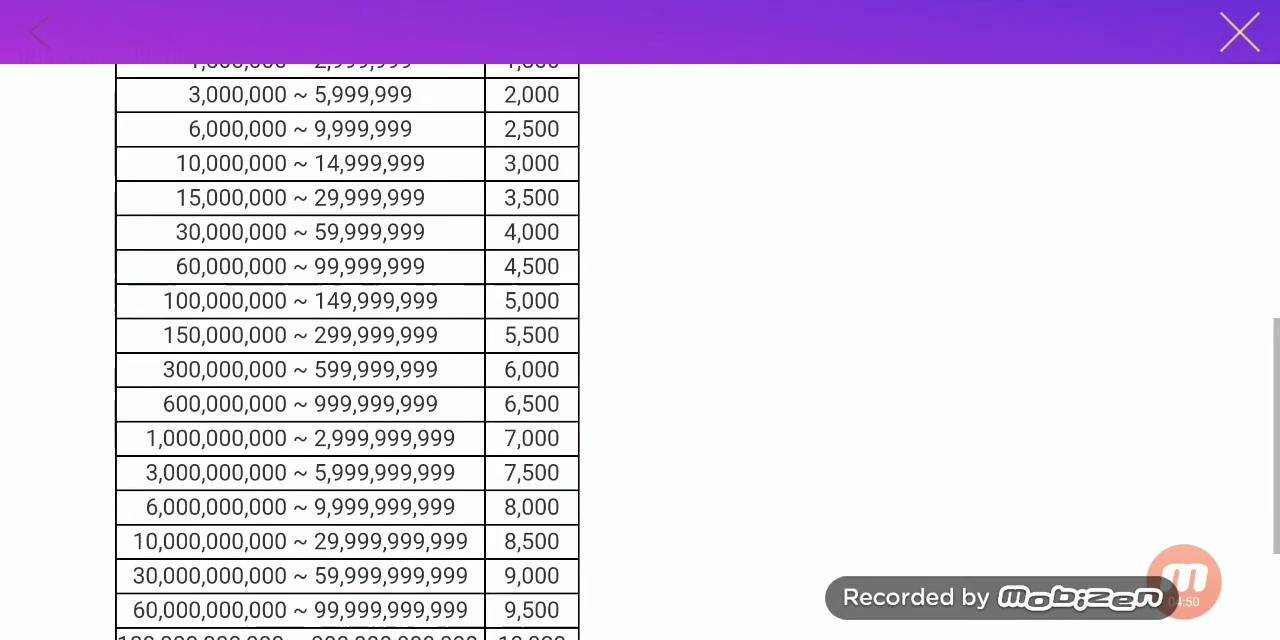 3,000,000 ~ 5,999,999 2,000
6,000,000 ~ 9,999,999 2,500
10,000,000 ~ 14,999,999 3,000
15,000,000 ~ 29,999,999 3,500
30,000,000 ~ 59,999,999 4,000
60,000,000 ~ 99,999,999 4,500
100,000,000 ~ 149,999,999 5,000
150,000,000 ~ 299,999,999 5,500
300,000,000 ~ 599,999,999 6,000
600,000,000 ~ 999,999,999 6,500
1,000,000,000 ~ 2,999,999,999 7,000
3,000,000,000 ~ 5,999,999,999 7,500
6,000,000,000 ~ 9,999,999,999 8,000
10,000,000,000 ~ 29,999,999,999 8,500
30,000,000,000 ~ 59,999,999,999 9,000
60,000,000,000 ~ 99,999,999,999 9,500
Recorded by mobizen
04:50